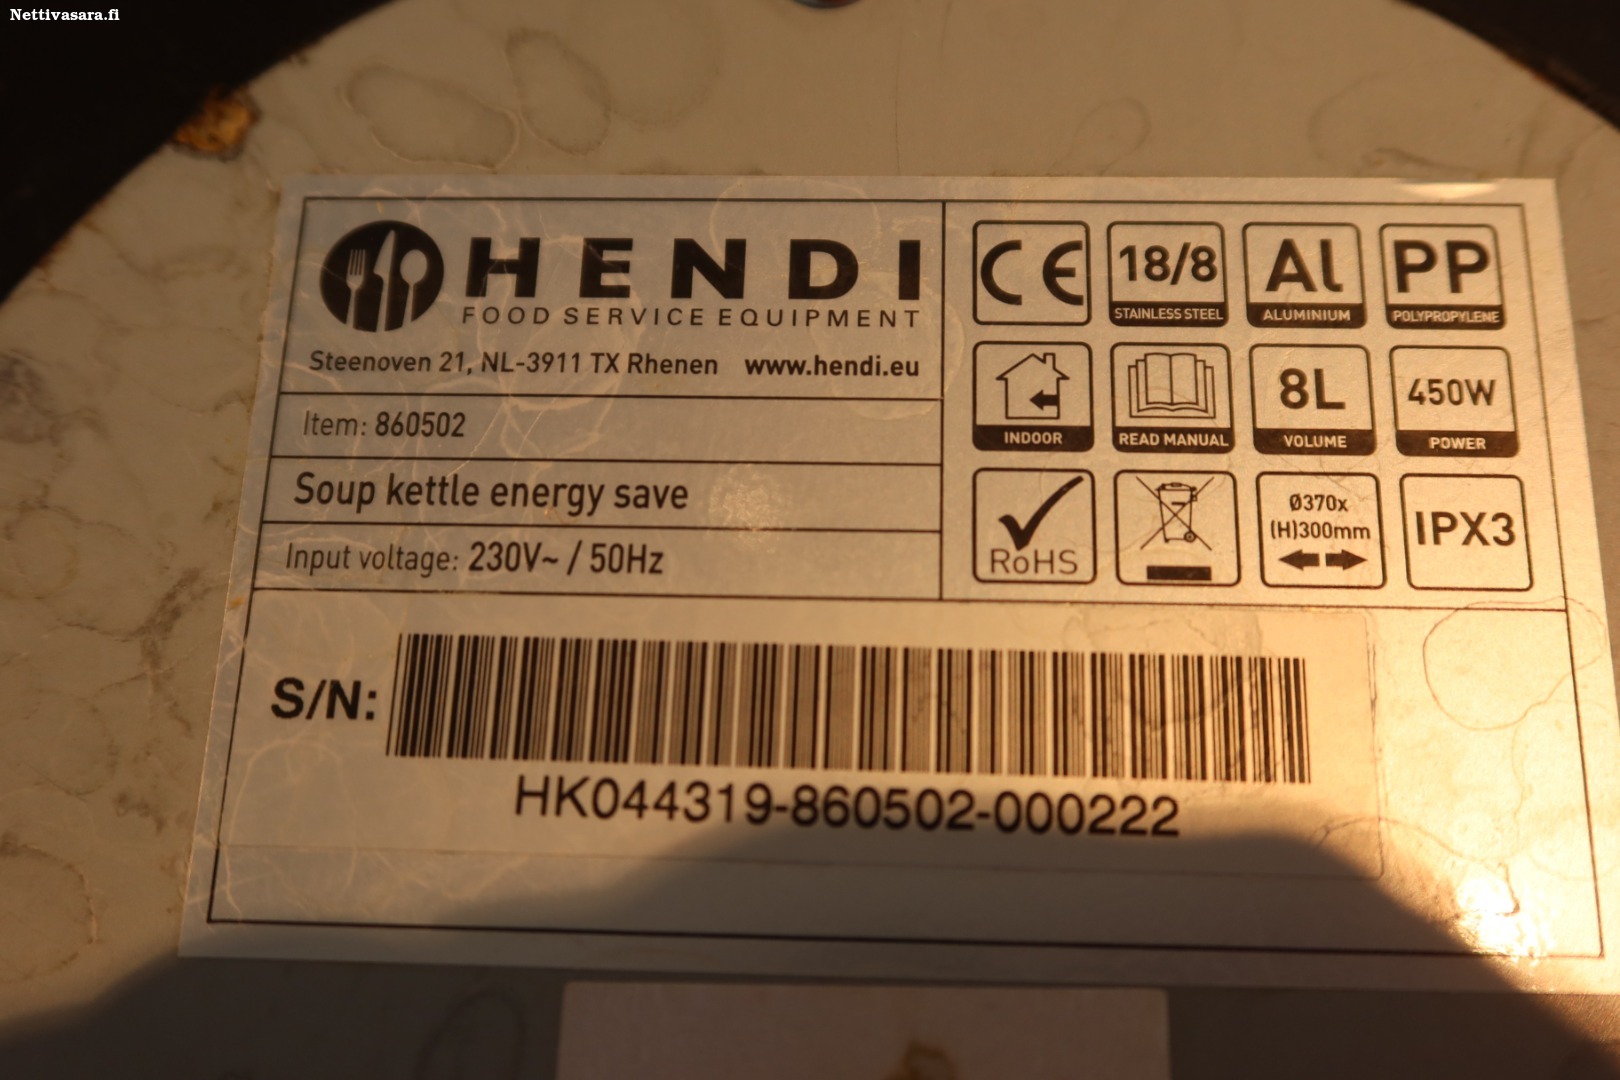 Nettivasara.fi
HENDI
FOOD SERVICE EQUIPMENT
Steenoven 21, NL-3911 TX Rhenen www.hendi.eu
Item: 860502
Soup kettle energy save
Input voltage: 230V~ / 50Hz
CE
18/8
STAINLESS STEEL
Al
ALUMINIUM
PP
POLYPROPYLENE
INDOOR
READ MANUAL
8L
VOLUME
450W
POWER
RoHS
Ø370x
(H)300mm
IPX3
S/N:
HK044319-860502-000222